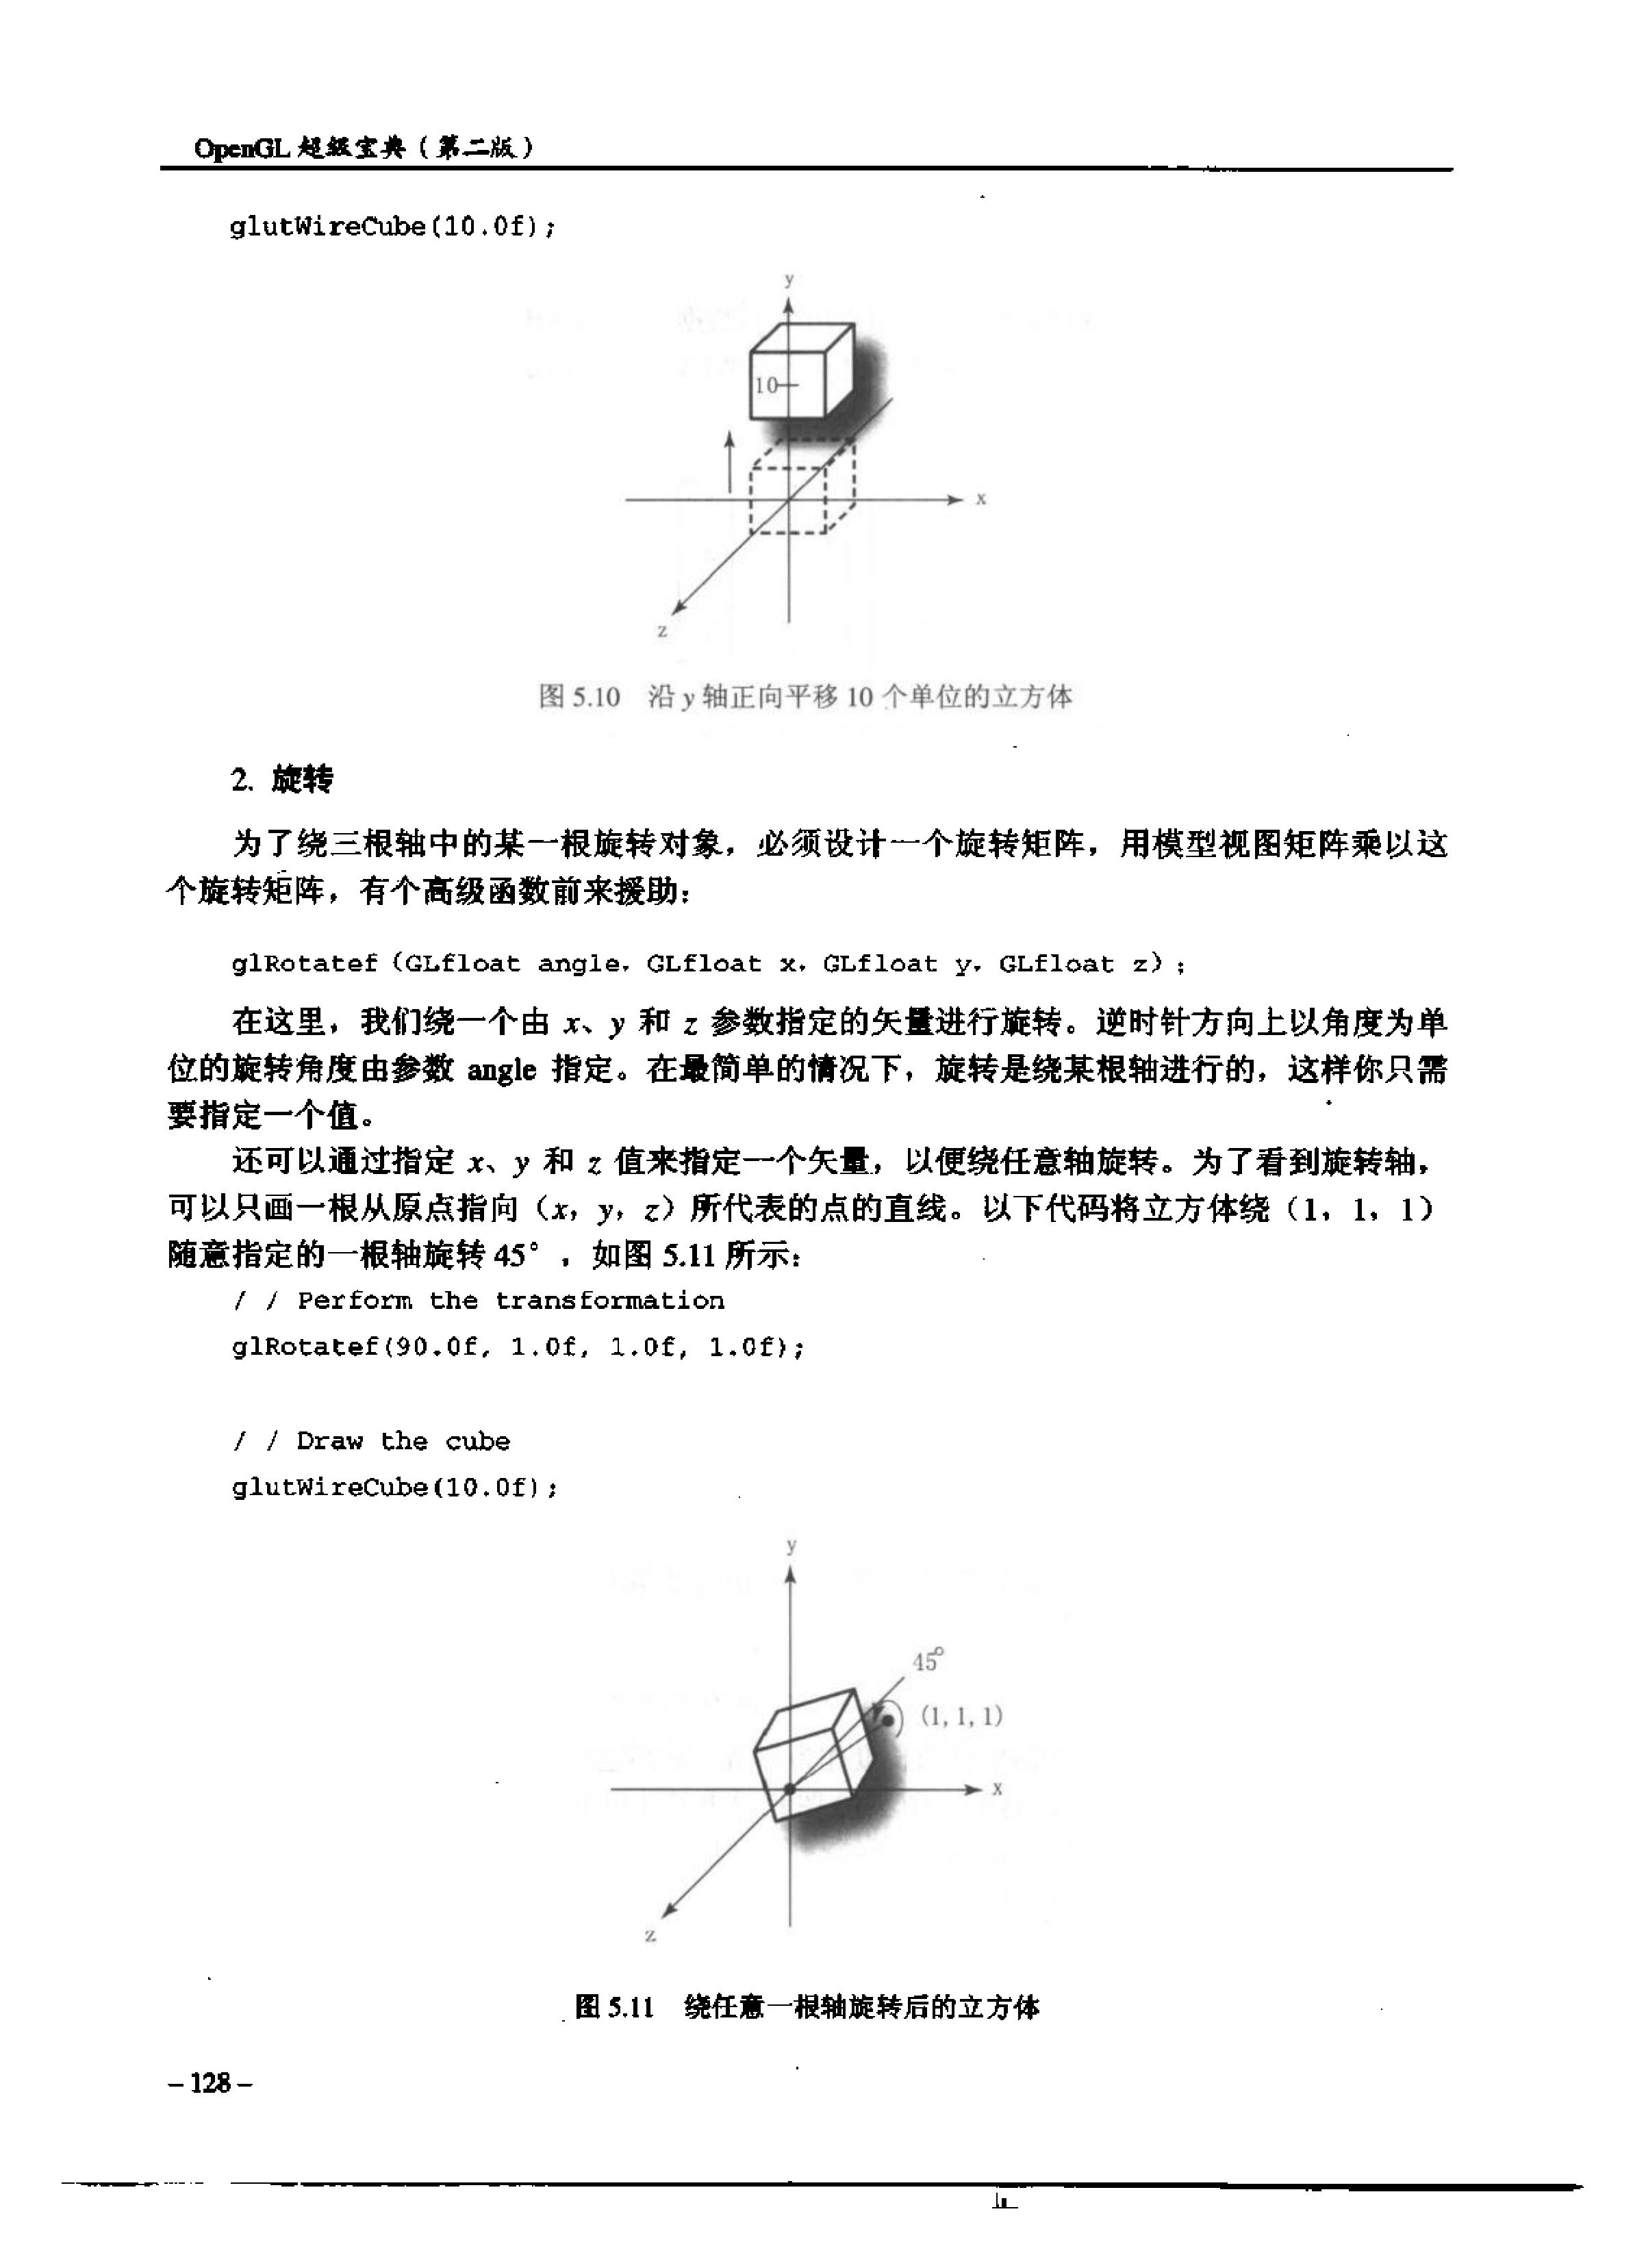 OpenGL 超级宝典（第二版）
glutWireCube(10.0f);
y
10
x
z
图 5.10 沿 y 轴正向平移 10 个单位的立方体
2. 旋转
为了绕三根轴中的某一根旋转对象，必须设计一个旋转矩阵，用模型视图矩阵乘以这
个旋转矩阵，有个高级函数前来援助：
glRotatef（GLfloat angle，GLfloat x，GLfloat y，GLfloat z）；
在这里，我们绕一个由 x、y 和 z 参数指定的矢量进行旋转。逆时针方向上以角度为单
位的旋转角度由参数 angle 指定。在最简单的情况下，旋转是绕某根轴进行的，这样你只需
要指定一个值。
还可以通过指定 x、y 和 z 值来指定一个矢量，以便绕任意轴旋转。为了看到旋转轴，
可以只画一根从原点指向（x，y，z）所代表的点的直线。以下代码将立方体绕（1，1，1）
随意指定的一根轴旋转 45°，如图 5.11 所示：
/ / Perform the transformation
glRotatef(90.0f, 1.0f, 1.0f, 1.0f);
/ / Draw the cube
glutWireCube(10.0f);
y
45°
(1, 1, 1)
x
z
图 5.11 绕任意一根轴旋转后的立方体
– 128 –